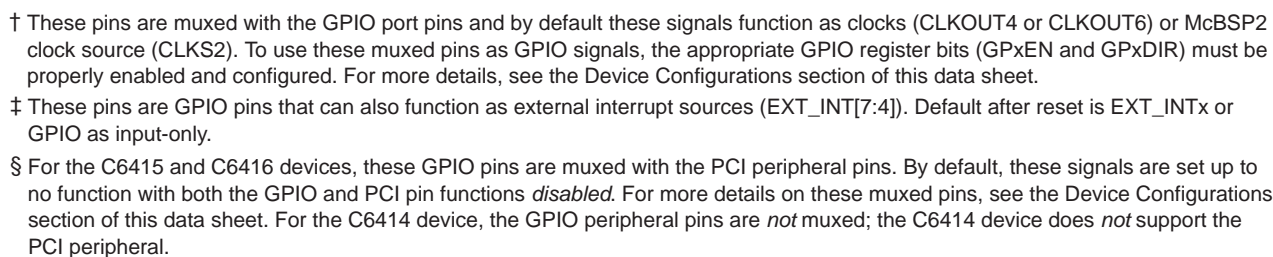 † These pins are muxed with the GPIO port pins and by default these signals function as clocks (CLKOUT4 or CLKOUT6) or McBSP2
clock source (CLKS2). To use these muxed pins as GPIO signals, the appropriate GPIO register bits (GPxEN and GPxDIR) must be
properly enabled and configured. For more details, see the Device Configurations section of this data sheet.
‡ These pins are GPIO pins that can also function as external interrupt sources (EXT_INT[7:4]). Default after reset is EXT_INTx or
GPIO as input-only.
§ For the C6415 and C6416 devices, these GPIO pins are muxed with the PCI peripheral pins. By default, these signals are set up to
no function with both the GPIO and PCI pin functions disabled. For more details on these muxed pins, see the Device Configurations
section of this data sheet. For the C6414 device, the GPIO peripheral pins are not muxed; the C6414 device does not support the
PCI peripheral.